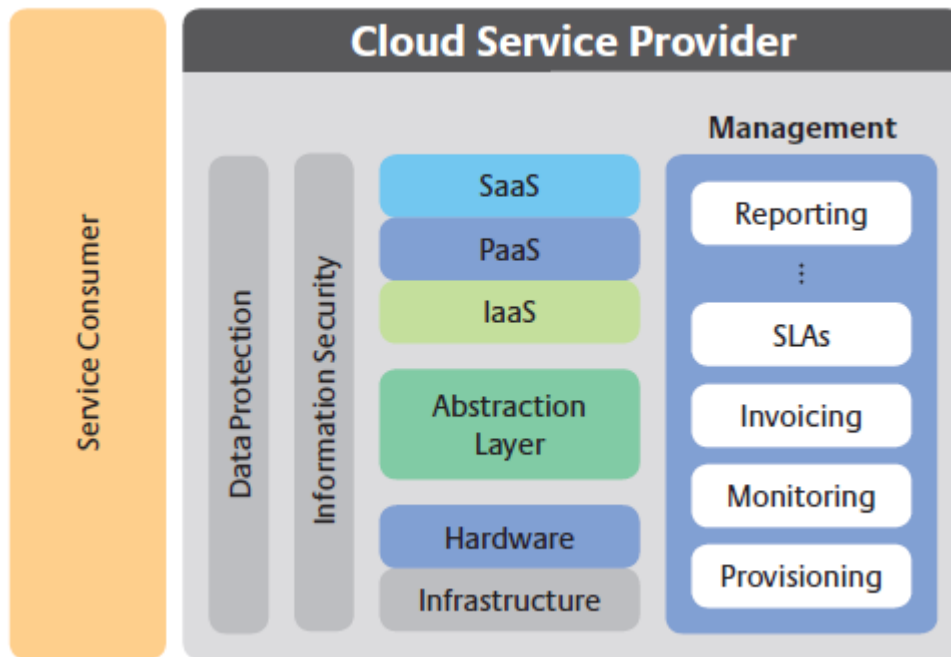 Cloud Service Provider
Service Consumer
Data Protection
Information Security
SaaS
PaaS
IaaS
Abstraction
Layer
Hardware
Infrastructure
Management
Reporting
...
SLAs
Invoicing
Monitoring
Provisioning